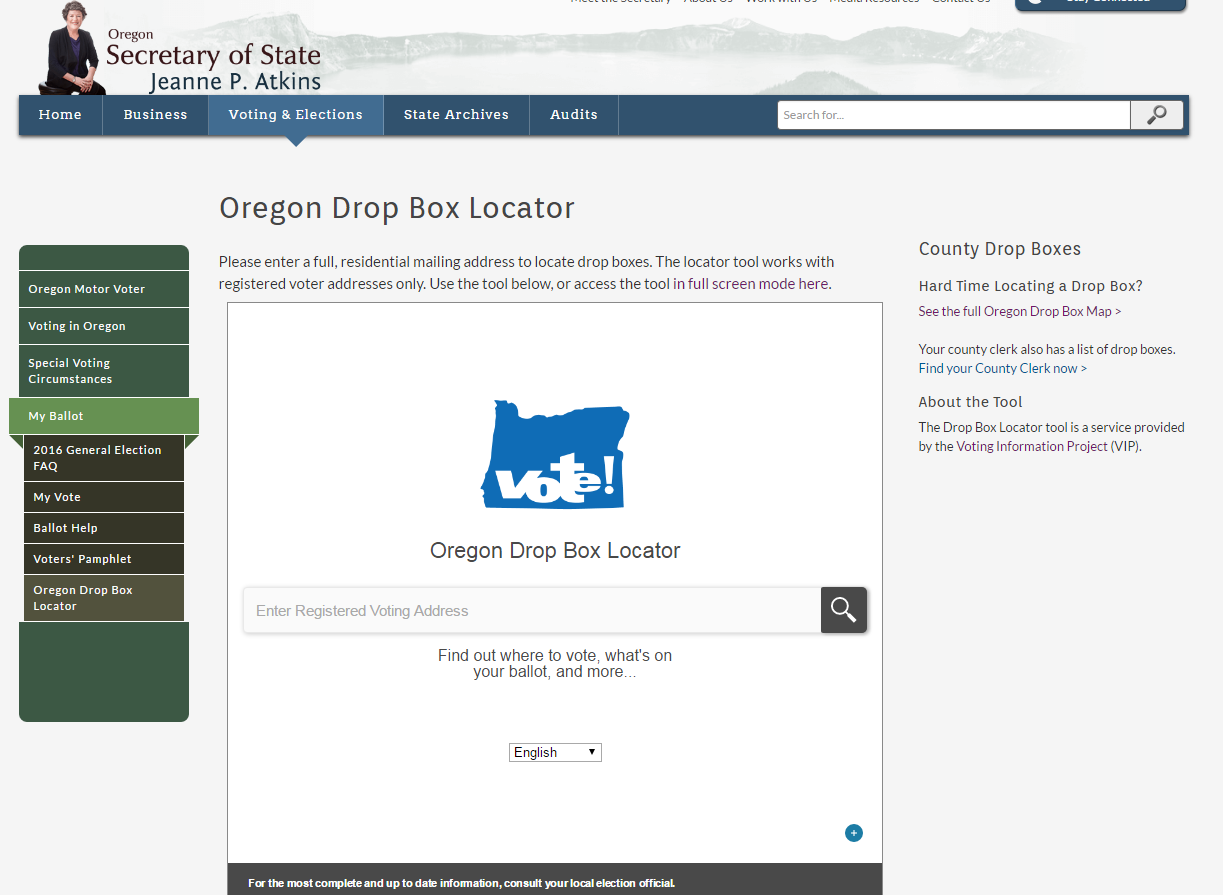 Meet the Secretary About Us Work with Us Media Resources Contact Us
Stay Connected
Oregon
Secretary of State
Jeanne P. Atkins
Home Business Voting & Elections State Archives Audits
Search for...
Oregon Drop Box Locator
Please enter a full, residential mailing address to locate drop boxes. The locator tool works with
registered voter addresses only. Use the tool below, or access the tool in full screen mode here.
Oregon Motor Voter
Voting in Oregon
Special Voting
Circumstances
My Ballot
2016 General Election
FAQ
My Vote
Ballot Help
Voters' Pamphlet
Oregon Drop Box
Locator
vote!
Oregon Drop Box Locator
Enter Registered Voting Address
Find out where to vote, what's on
your ballot, and more...
English
+
For the most complete and up to date information, consult your local election official.
County Drop Boxes
Hard Time Locating a Drop Box?
See the full Oregon Drop Box Map >
Your county clerk also has a list of drop boxes.
Find your County Clerk now >
About the Tool
The Drop Box Locator tool is a service provided
by the Voting Information Project (VIP).